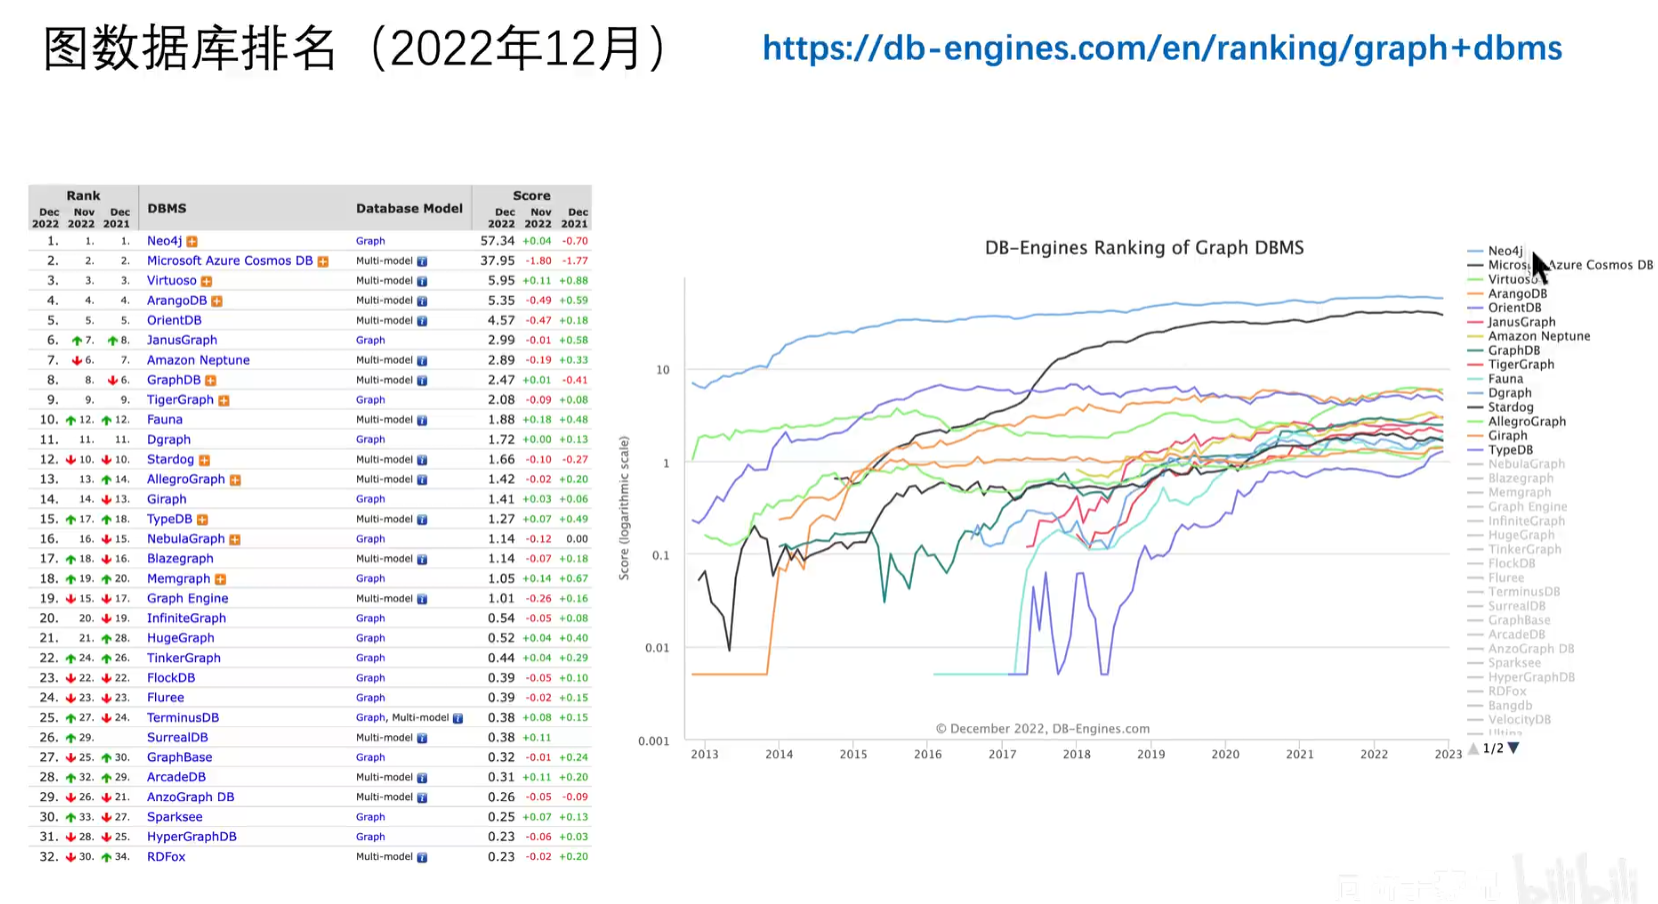 图数据库排名（2022年12月）
https://db-engines.com/en/ranking/graph+dbms
Rank Score
Dec 2022 Nov 2022 Dec 2021 DBMS Database Model Dec 2022 Nov 2022 Dec 2021
1. 1. 1. Neo4j Graph 57.34 +0.04 -0.70
2. 2. 2. Microsoft Azure Cosmos DB Multi-model 37.95 -1.80 -1.77
3. 3. 3. Virtuoso Multi-model 5.95 +0.11 +0.88
4. 4. 4. ArangoDB Multi-model 5.35 -0.49 +0.59
5. 5. 5. OrientDB Multi-model 4.57 -0.47 +0.18
6. 7. 8. JanusGraph Graph 2.99 -0.01 +0.58
7. 6. 7. Amazon Neptune Multi-model 2.89 -0.19 +0.33
8. 8. 6. GraphDB Multi-model 2.47 +0.01 -0.41
9. 9. 9. TigerGraph Graph 2.08 -0.09 +0.08
10. 12. 12. Fauna Multi-model 1.88 +0.18 +0.48
11. 11. 11. Dgraph Graph 1.72 +0.00 +0.13
12. 10. 10. Stardog Multi-model 1.66 -0.10 -0.27
13. 13. 14. AllegroGraph Multi-model 1.42 -0.02 +0.20
14. 14. 13. Giraph Graph 1.41 +0.03 +0.06
15. 17. 18. TypeDB Multi-model 1.27 +0.07 +0.49
16. 16. 15. NebulaGraph Graph 1.14 -0.12 0.00
17. 18. 16. Blazegraph Multi-model 1.14 -0.07 +0.18
18. 19. 20. Memgraph Graph 1.05 +0.14 +0.67
19. 15. 17. Graph Engine Multi-model 1.01 -0.26 +0.16
20. 20. 19. InfiniteGraph Graph 0.54 -0.05 +0.08
21. 21. 28. HugeGraph Graph 0.52 +0.04 +0.40
22. 24. 26. TinkerGraph Graph 0.44 +0.04 +0.29
23. 22. 22. FlockDB Graph 0.39 -0.05 +0.10
24. 23. 23. Fluree Graph 0.39 -0.02 +0.15
25. 27. 24. TerminusDB Graph, Multi-model 0.38 +0.08 +0.15
26. 29. SurrealDB Multi-model 0.38 +0.11
27. 25. 30. GraphBase Graph 0.32 -0.01 +0.24
28. 32. 29. ArcadeDB Multi-model 0.31 +0.11 +0.20
29. 26. 21. AnzoGraph DB Multi-model 0.26 -0.05 -0.09
30. 33. 27. Sparksee Graph 0.25 +0.07 +0.13
31. 28. 25. HyperGraphDB Graph 0.23 -0.06 +0.03
32. 30. 34. RDFox Multi-model 0.23 -0.02 +0.20
DB-Engines Ranking of Graph DBMS
Score (logarithmic scale)
10
1
0.1
0.01
0.001
2013 2014 2015 2016 2017 2018 2019 2020 2021 2022 2023
© December 2022, DB-Engines.com
Neo4j
Azure Cosmos DB
Virtuoso
ArangoDB
OrientDB
JanusGraph
Amazon Neptune
GraphDB
TigerGraph
Fauna
Dgraph
Stardog
AllegroGraph
Giraph
TypeDB
NebulaGraph
Blazegraph
Memgraph
Graph Engine
InfiniteGraph
HugeGraph
TinkerGraph
FlockDB
Fluree
TerminusDB
SurrealDB
GraphBase
ArcadeDB
AnzoGraph DB
Sparksee
HyperGraphDB
RDFox
Bangdb
VelocityDB
1/2
bilibili